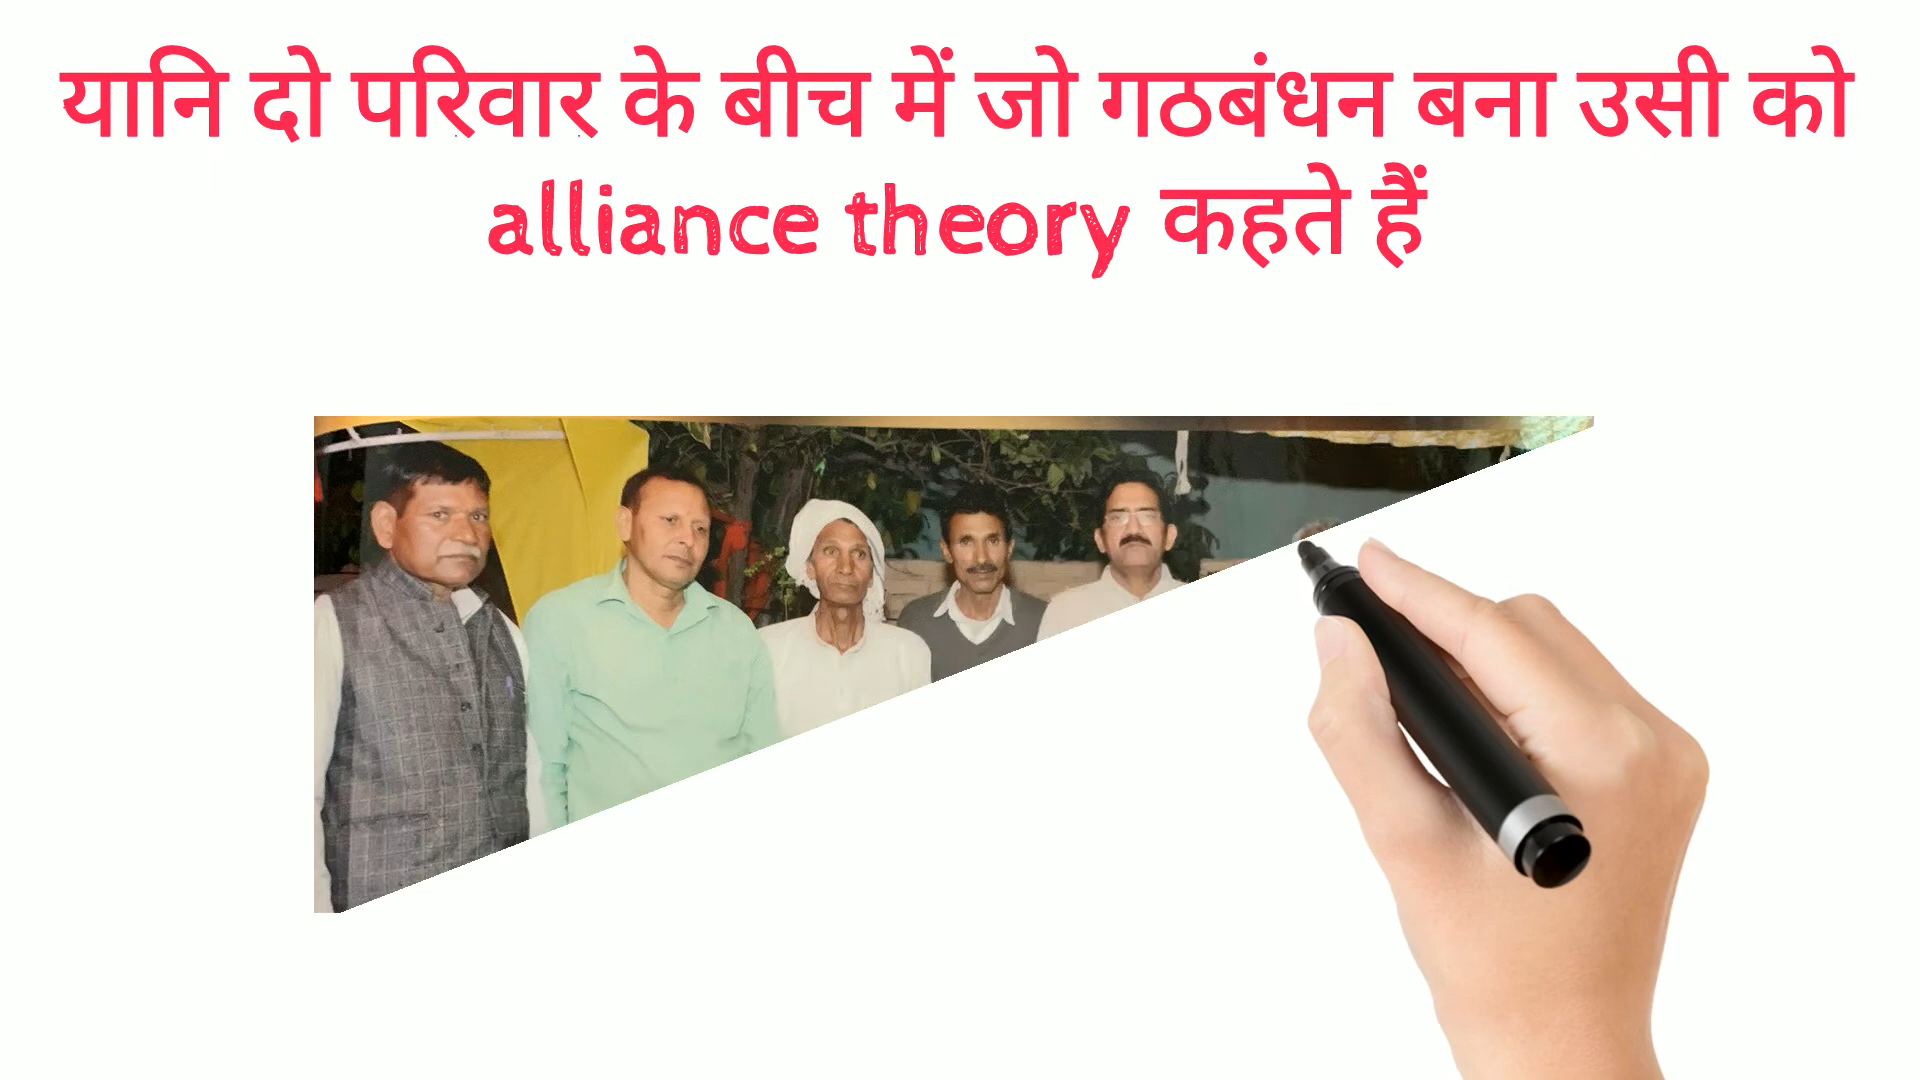 यानि दो परिवार के बीच में जो गठबंधन बना उसी को
alliance theory कहते हैं